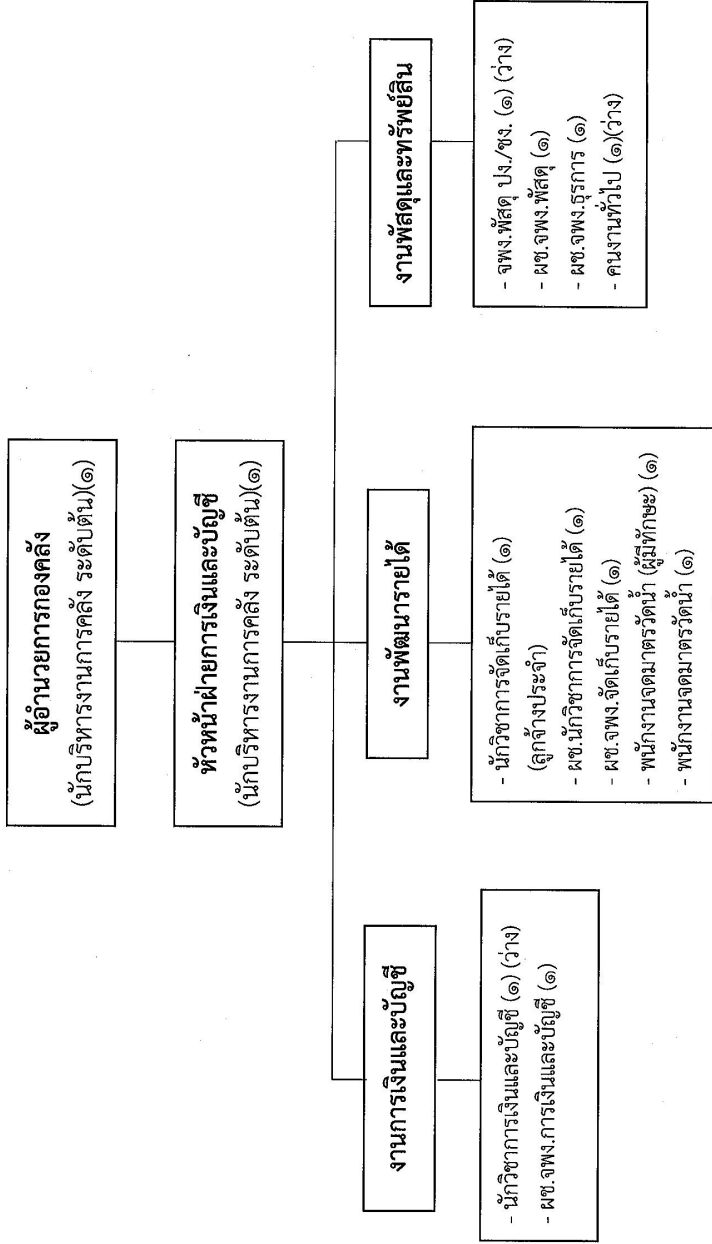 ผู้อำนวยการกองคลัง
(นักบริหารงานการคลัง ระดับต้น)(๑)
หัวหน้าฝ่ายการเงินและบัญชี
(นักบริหารงานการคลัง ระดับต้น)(๑)
งานการเงินและบัญชี
- นักวิชาการเงินและบัญชี (๑) (ว่าง)
- ผช.จพง.การเงินและบัญชี (๑)
งานพัฒนารายได้
- นักวิชาการจัดเก็บรายได้ (๑)
(ลูกจ้างประจำ)
- ผช.นักวิชาการจัดเก็บรายได้ (๑)
- ผช.จพง.จัดเก็บรายได้ (๑)
- พนักงานจดมาตรวัดน้ำ (ผู้มีทักษะ) (๑)
- พนักงานจดมาตรวัดน้ำ (๑)
งานพัสดุและทรัพย์สิน
- จพง.พัสดุ ปง./ชง. (๑) (ว่าง)
- ผช.จพง.พัสดุ (๑)
- ผช.จพง.ธุรการ (๑)
- คนงานทั่วไป (๑)(ว่าง)